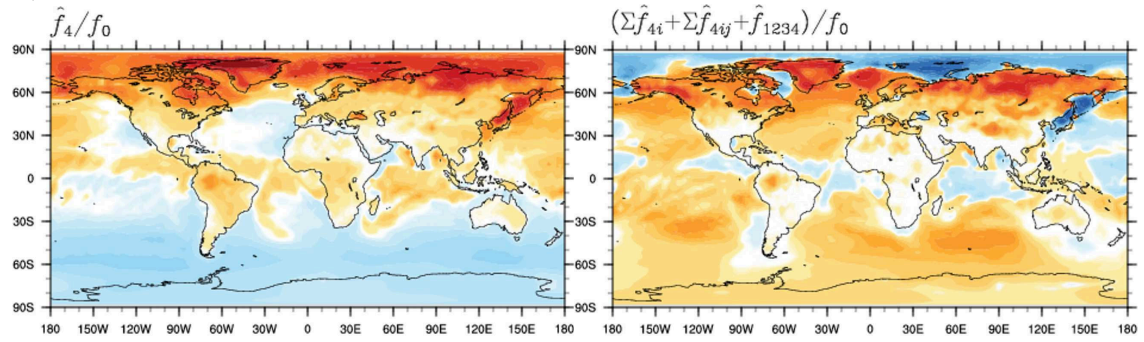 f̂₄/f₀
(Σf̂₄ᵢ+Σf̂₄ᵢⱼ+f̂₁₂₃₄)/f₀
90N 90N
60N 60N
30N 30N
0 0
30S 30S
60S 60S
90S 90S
180 150W 120W 90W 60W 30W 0 30E 60E 90E 120E 150E 180
180 150W 120W 90W 60W 30W 0 30E 60E 90E 120E 150E 180